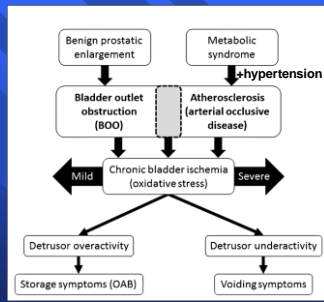 Benign prostatic
enlargement
Metabolic
syndrome
+hypertension
Bladder outlet
obstruction
(BOO)
Atherosclerosis
(arterial occlusive
disease)
Mild
Chronic bladder ischemia
(oxidative stress)
Severe
Detrusor overactivity
Detrusor underactivity
Storage symptoms (OAB)
Voiding symptoms